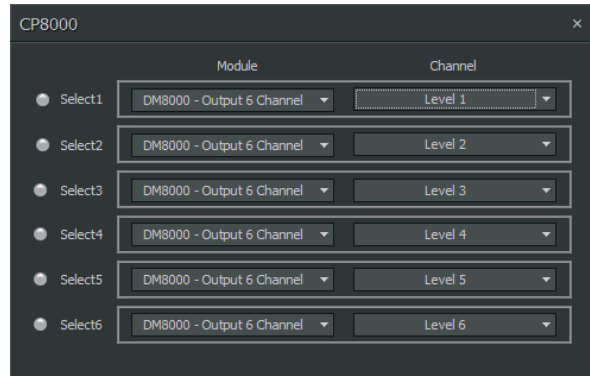 CP8000 ×
Module Channel
Select1 DM8000 - Output 6 Channel Level 1
Select2 DM8000 - Output 6 Channel Level 2
Select3 DM8000 - Output 6 Channel Level 3
Select4 DM8000 - Output 6 Channel Level 4
Select5 DM8000 - Output 6 Channel Level 5
Select6 DM8000 - Output 6 Channel Level 6